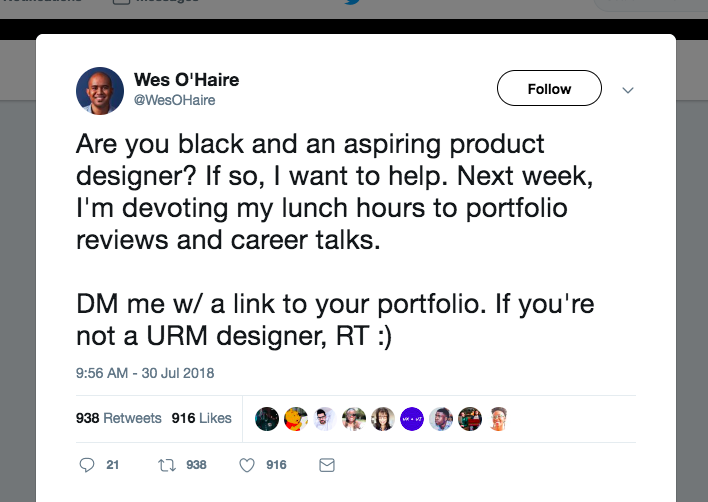 Messages
Wes O'Haire
@WesOHaire
Follow
Are you black and an aspiring product
designer? If so, I want to help. Next week,
I'm devoting my lunch hours to portfolio
reviews and career talks.
DM me w/ a link to your portfolio. If you're
not a URM designer, RT :)
9:56 AM - 30 Jul 2018
938 Retweets 916 Likes
21 938 916